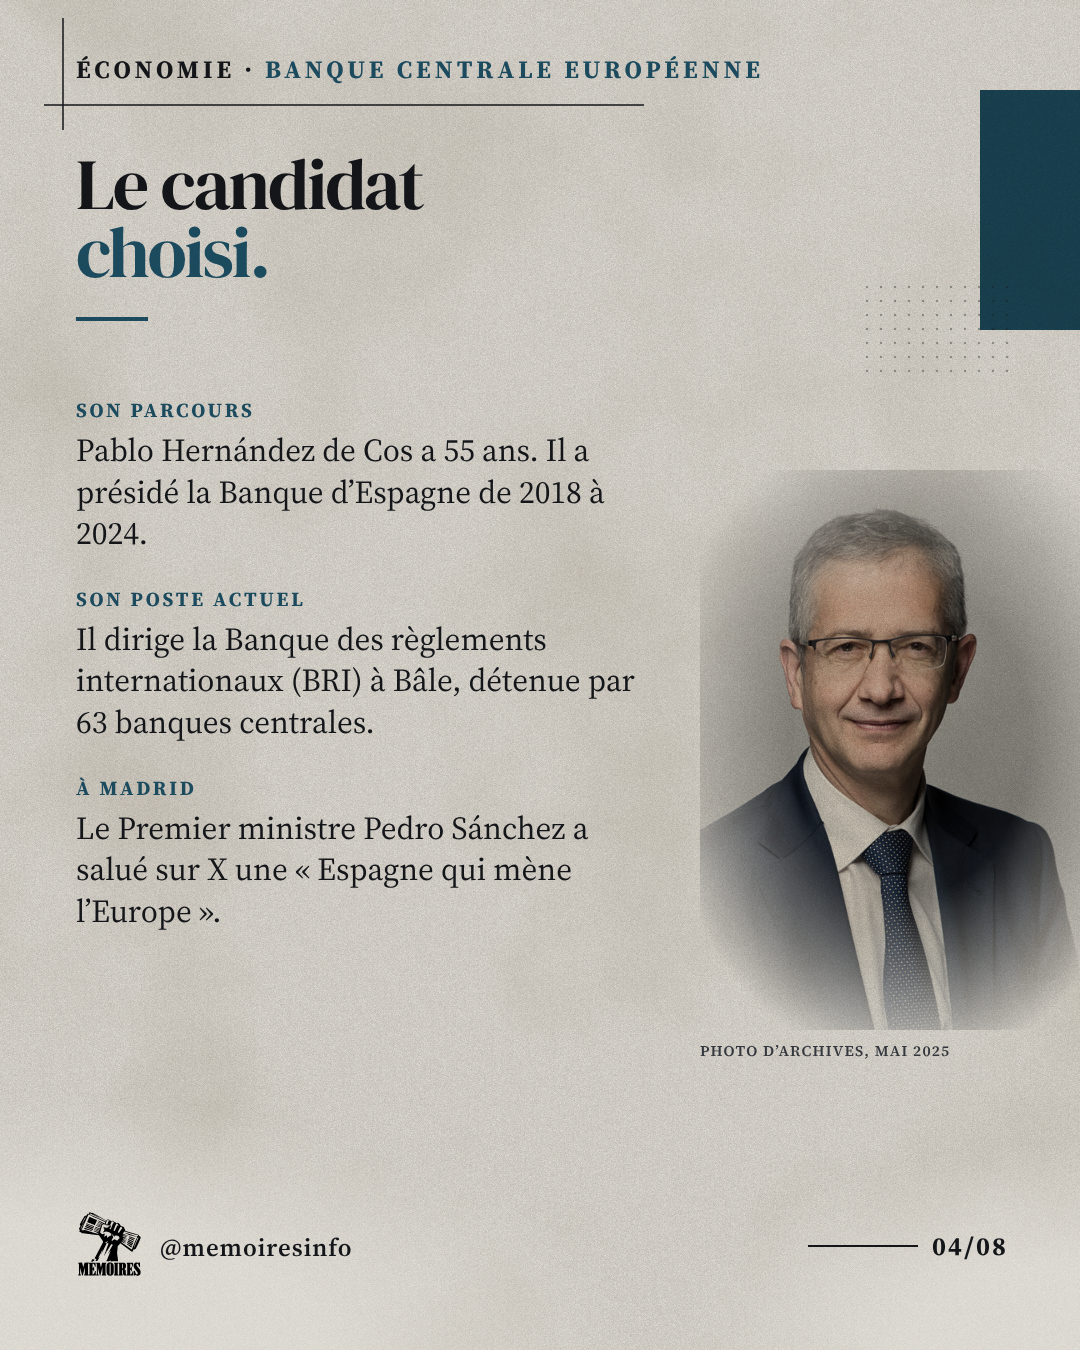 ÉCONOMIE · BANQUE CENTRALE EUROPÉENNE
Le candidat
choisi.
SON PARCOURS
Pablo Hernández de Cos a 55 ans. Il a
présidé la Banque d’Espagne de 2018 à
2024.
SON POSTE ACTUEL
Il dirige la Banque des règlements
internationaux (BRI) à Bâle, détenue par
63 banques centrales.
À MADRID
Le Premier ministre Pedro Sánchez a
salué sur X une « Espagne qui mène
l’Europe ».
PHOTO D’ARCHIVES, MAI 2025
MÉMOIRES
@memoiresinfo
04/08